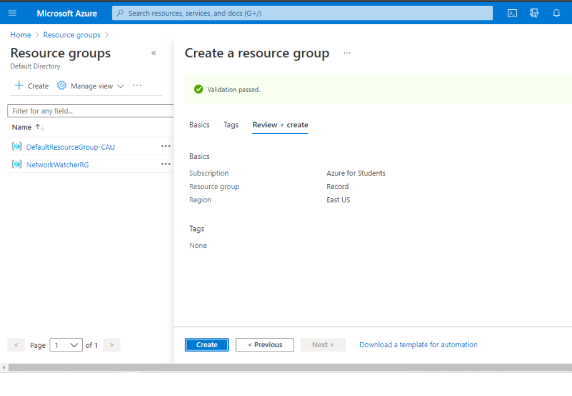 Microsoft Azure
Search resources, services, and docs (G+/)
Home > Resource groups >
Resource groups
Default Directory
+ Create Manage view ...
Filter for any field...
Name ↑↓
DefaultResourceGroup-CAU ...
NetworkWatcherRG ...
< Page 1 of 1 >
Create a resource group ...
Validation passed.
Basics Tags Review + create
Basics
Subscription Azure for Students
Resource group Record
Region East US
Tags
None
Create < Previous Next > Download a template for automation